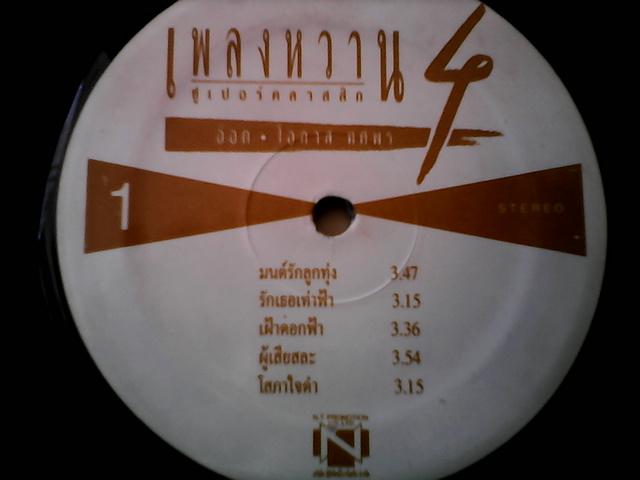 เพลงหวาน 4
ซูเปอร์คลาสสิก
ออด • โอภาส ทศพร
1
STEREO
มนต์รักลูกทุ่ง 3.47
รักเธอเท่าฟ้า 3.15
เฝ้าดอกฟ้า 3.36
ผู้เสียสละ 3.54
โสภาใจดำ 3.15
N.T. PROMOTION
N